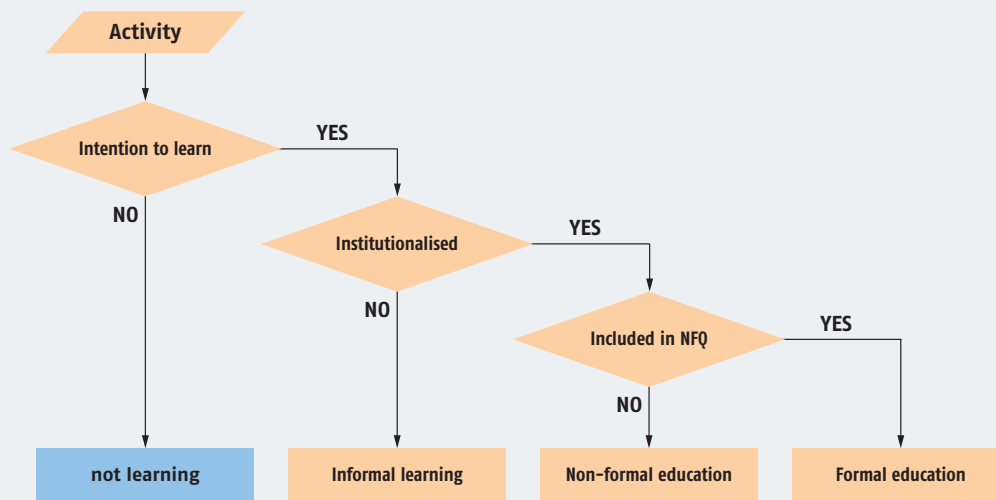 Activity
Intention to learn
YES
NO
Institutionalised
YES
NO
Included in NFQ
YES
NO
not learning
Informal learning
Non-formal education
Formal education